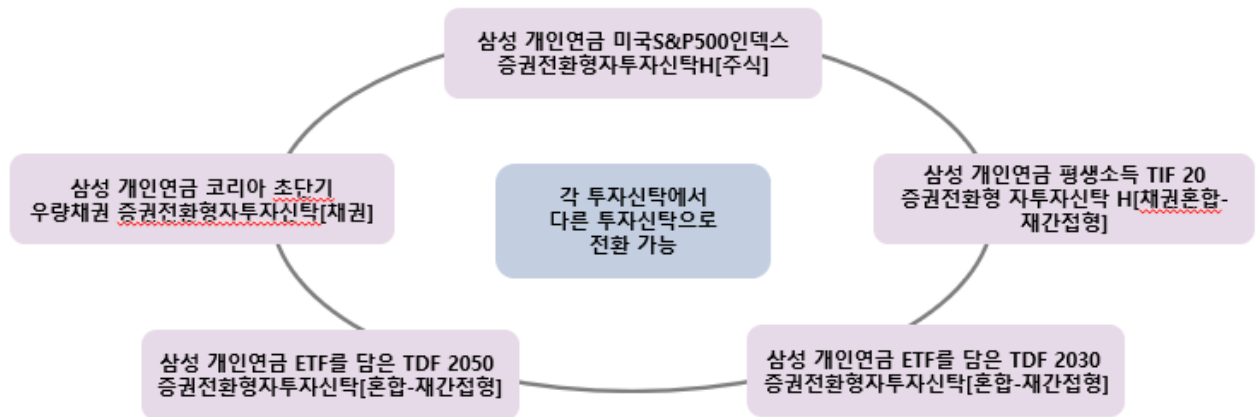 삼성 개인연금 미국S&P500인덱스
증권전환형자투자신탁H[주식]
삼성 개인연금 코리아 초단기
우량채권 증권전환형자투자신탁[채권]
각 투자신탁에서
다른 투자신탁으로
전환 가능
삼성 개인연금 평생소득 TIF 20
증권전환형 자투자신탁 H[채권혼합-
재간접형]
삼성 개인연금 ETF를 담은 TDF 2050
증권전환형자투자신탁[혼합-재간접형]
삼성 개인연금 ETF를 담은 TDF 2030
증권전환형자투자신탁[혼합-재간접형]